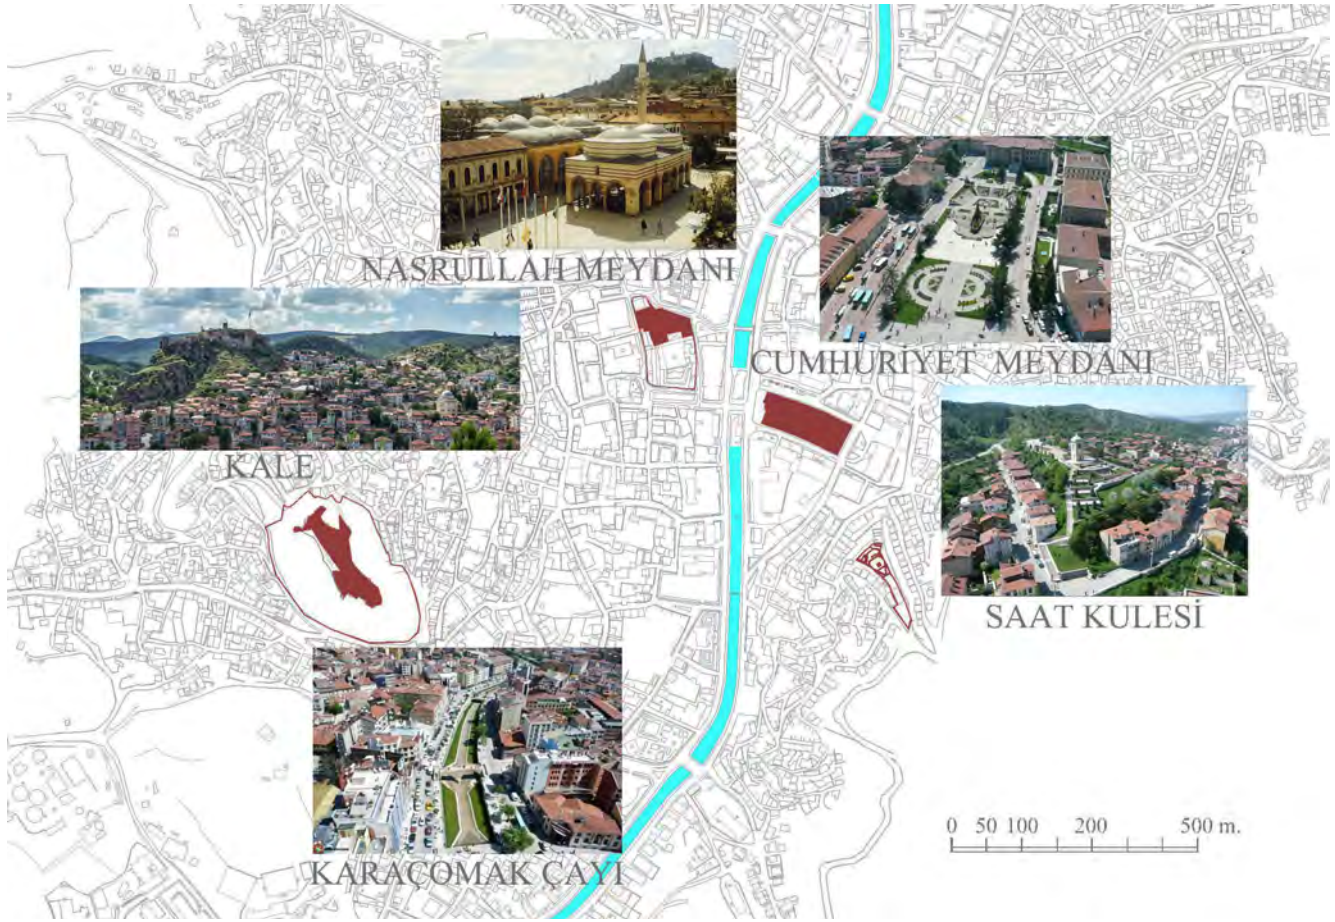 NASRULLAH MEYDANI
CUMHURİYET MEYDANI
KALE
SAAT KULESİ
KARAÇOMAK ÇAYI
0 50 100 200 500 m.